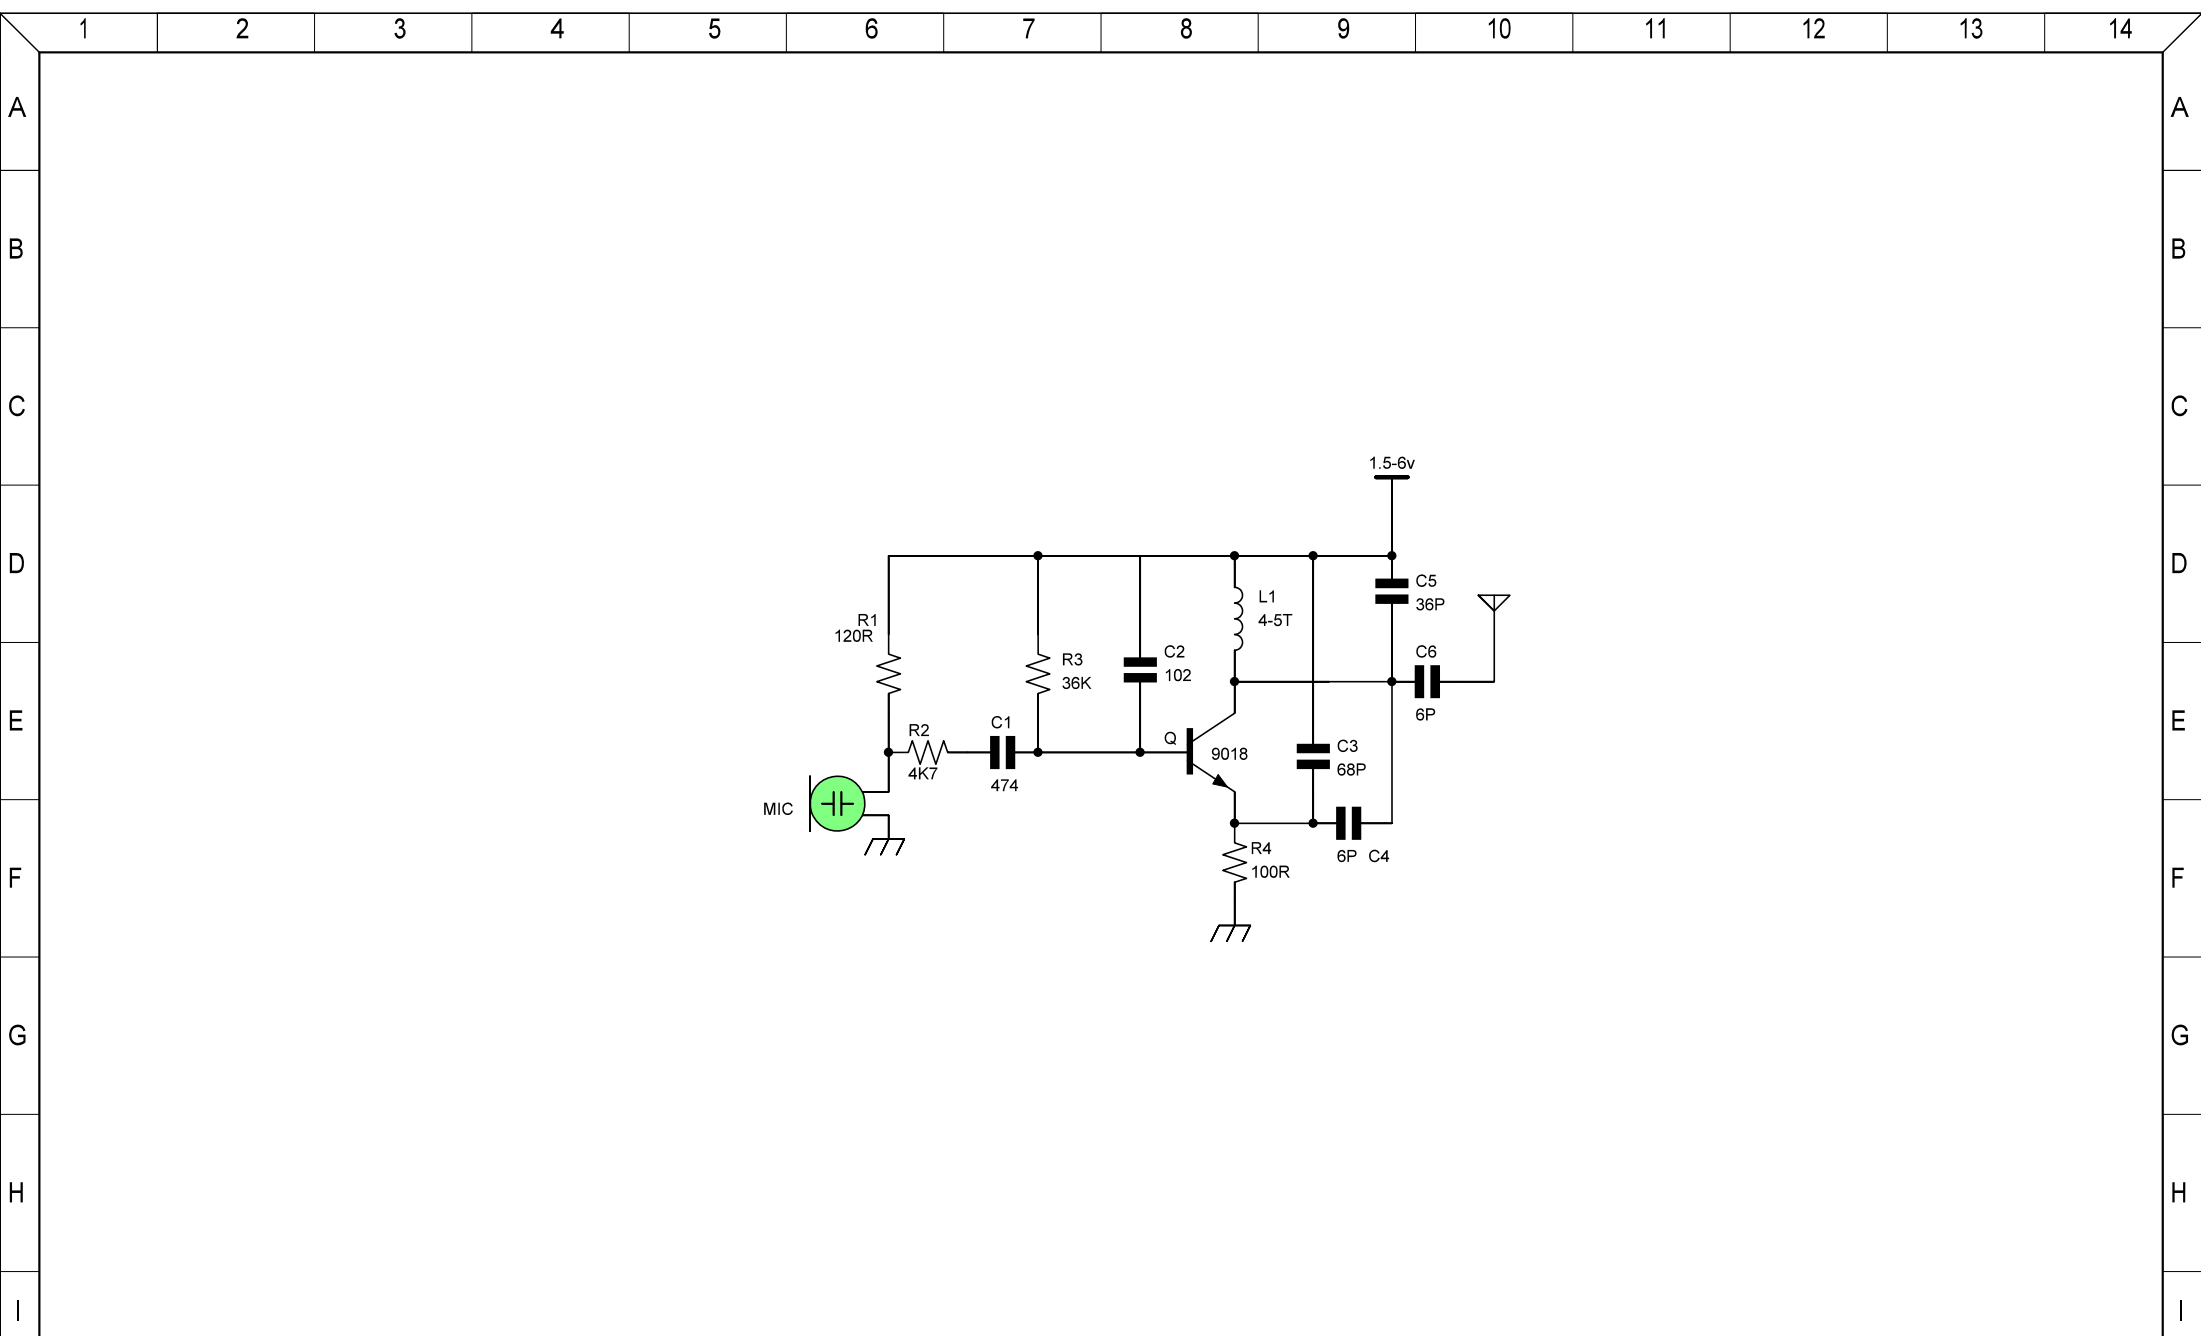 1 2 3 4 5 6 7 8 9 10 11 12 13 14
A A
B B
C C
1.5-6v
D D
C5
36P
L1
4-5T
R1
120R
C2
102
R3
36K
C6
6P
E E
R2
4K7
C1
474
Q
9018
C3
68P
MIC
6P C4
R4
100R
F F
G G
H H
I I